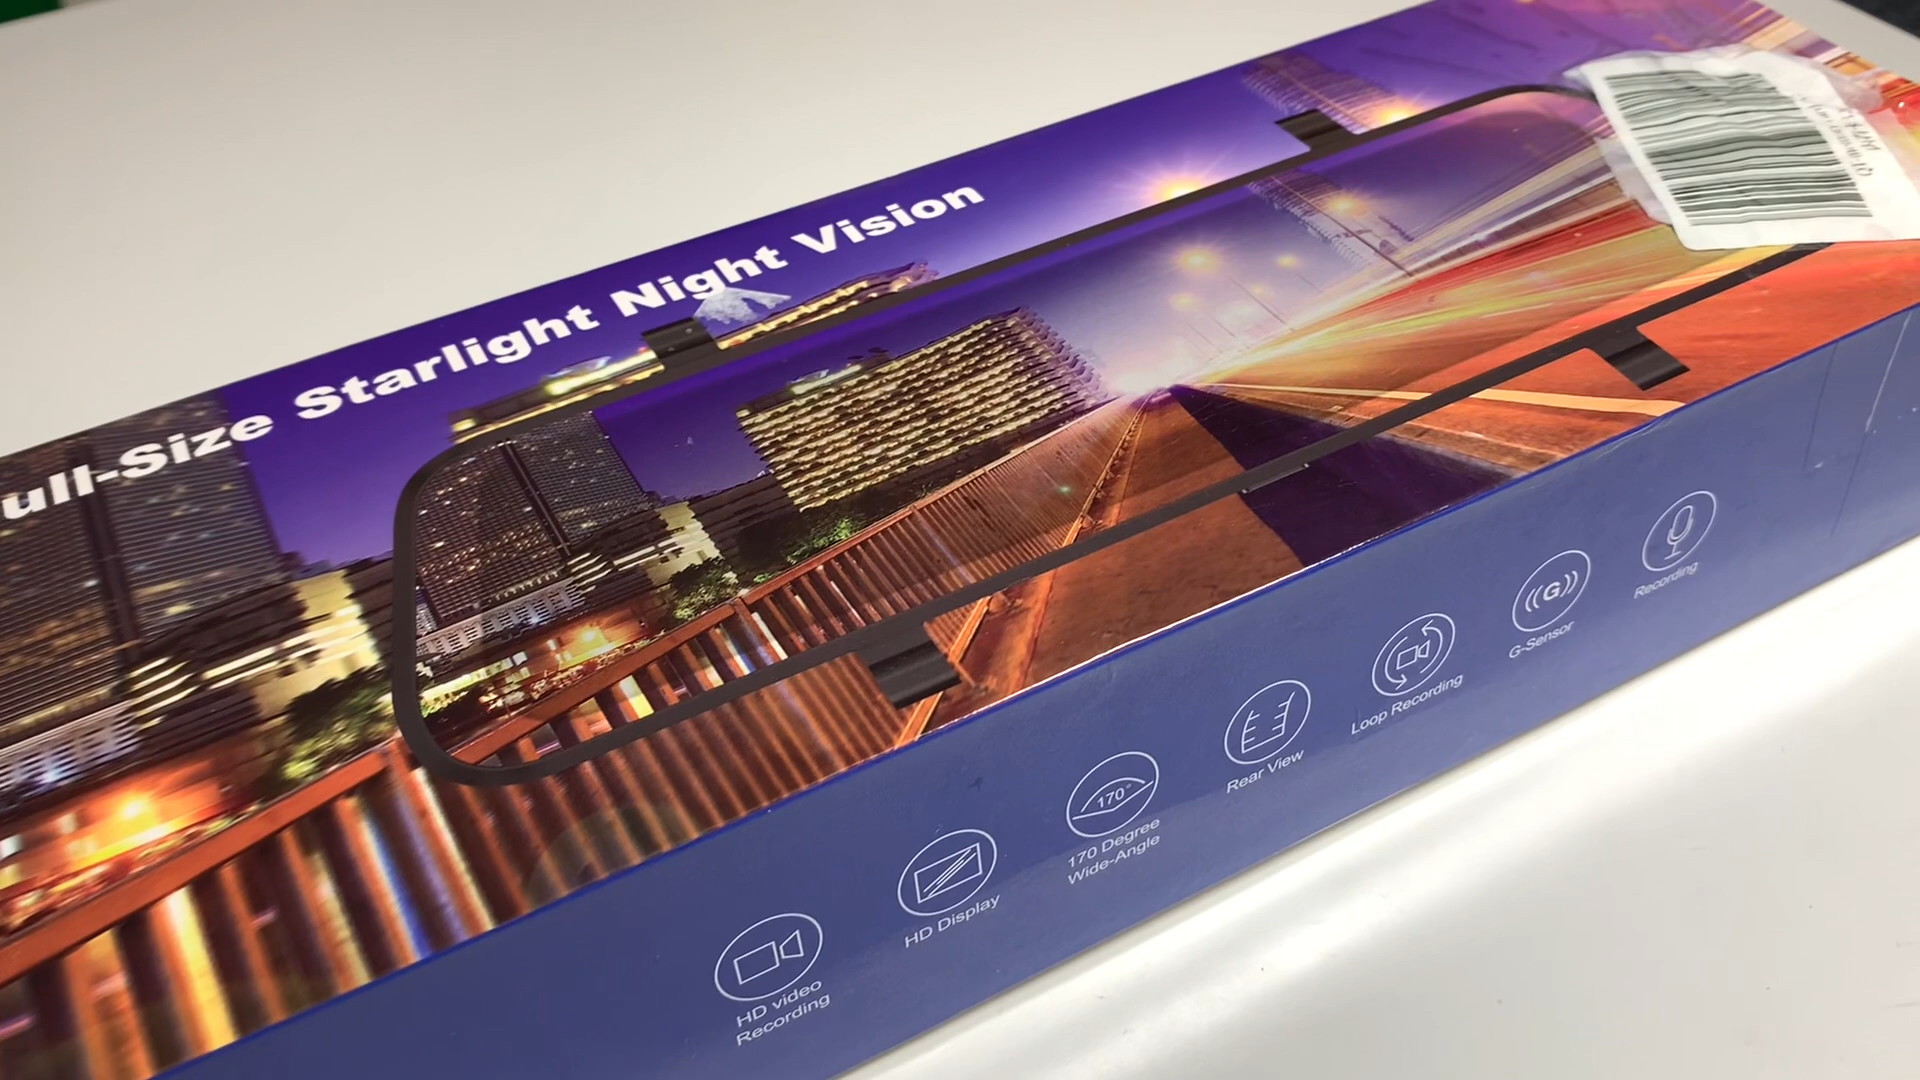 ull-Size Starlight Night Vision
HD video
Recording
HD Display
170°
170 Degree
Wide-Angle
Rear View
Loop Recording
G
G-Sensor
Recording